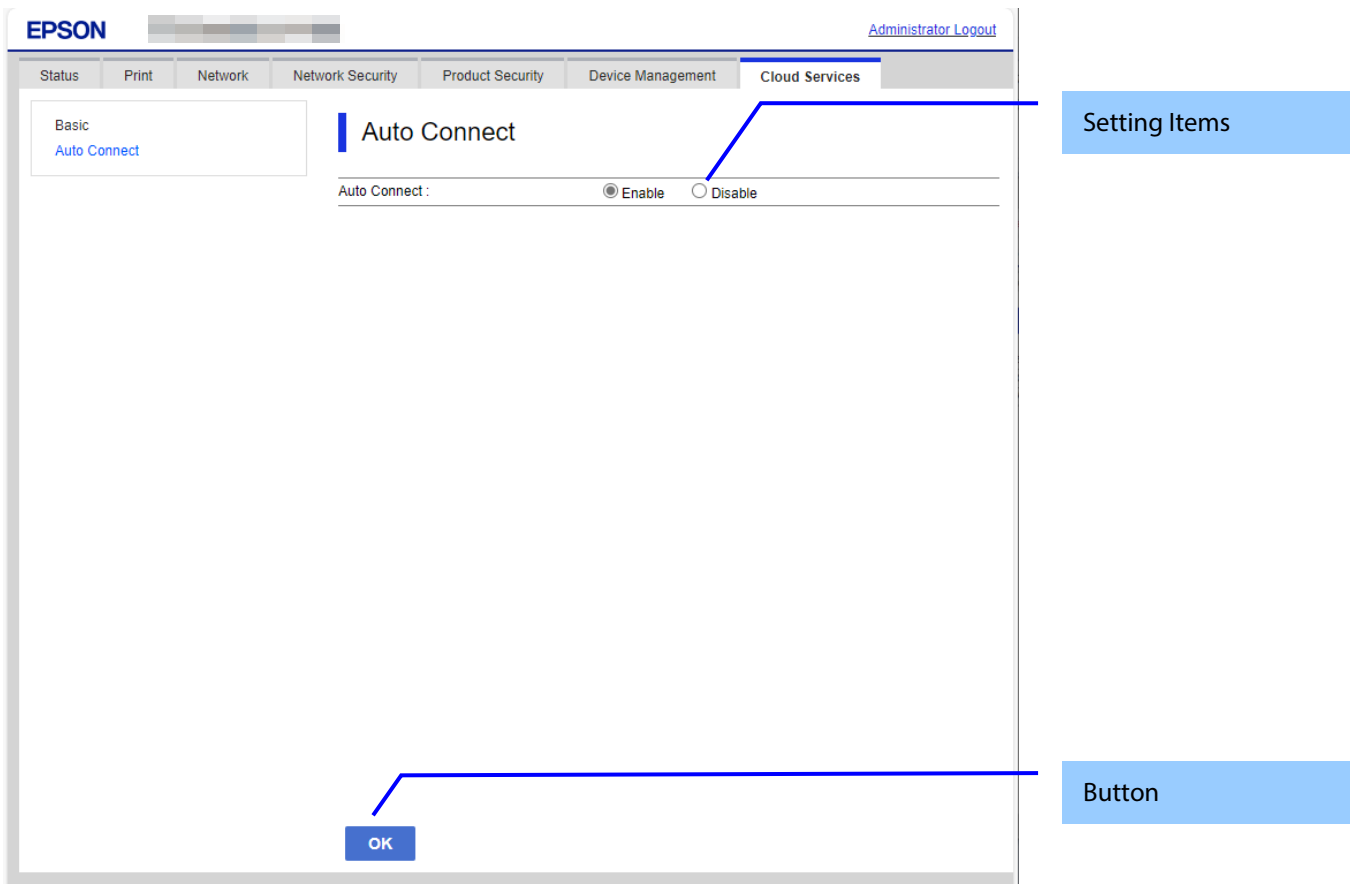 EPSON
Administrator Logout
Status Print Network Network Security Product Security Device Management Cloud Services
Basic
Auto Connect
Auto Connect
Auto Connect : Enable Disable
OK
Setting Items
Button